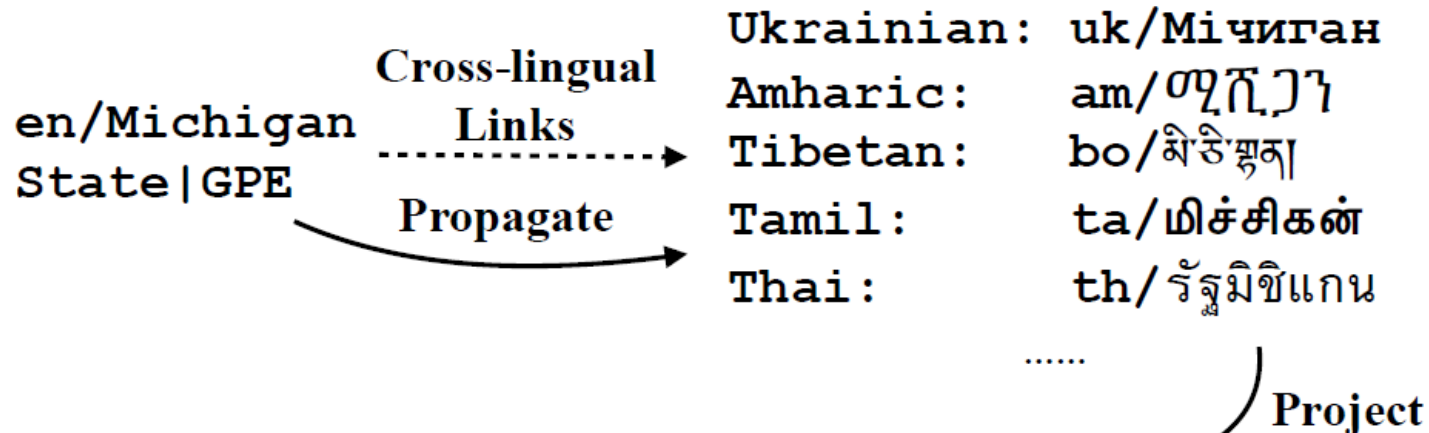 en/Michigan
State|GPE
Cross-lingual
Links
Propagate
Ukrainian: uk/Мічиган
Amharic: am/ሚሺጋን
Tibetan: bo/མི་ཅི་གྷན།
Tamil: ta/மிச்சிகன்
Thai: th/รัฐมิชิแกน
......
Project